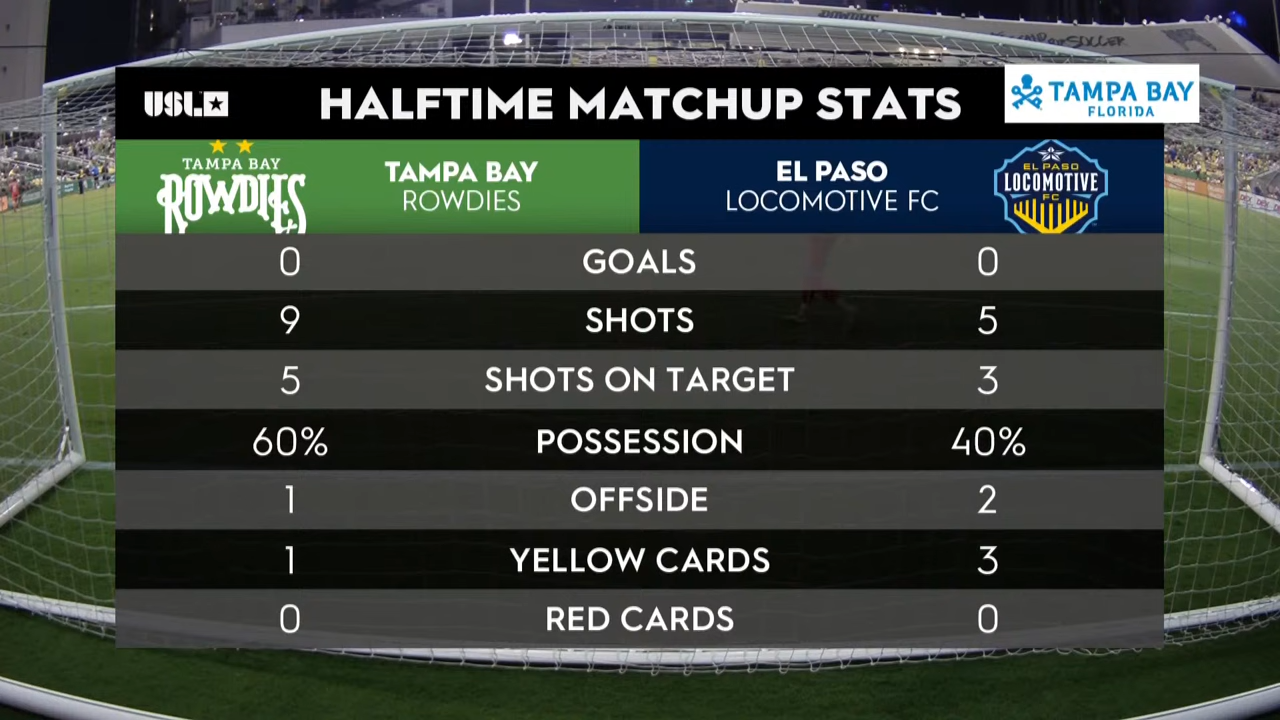 ROWDIES
SOCCER
USL
HALFTIME MATCHUP STATS
TAMPA BAY
FLORIDA
TAMPA BAY
ROWDIES
TAMPA BAY
ROWDIES
EL PASO
LOCOMOTIVE FC
EL PASO
LOCOMOTIVE
FC
0 GOALS 0
9 SHOTS 5
5 SHOTS ON TARGET 3
60% POSSESSION 40%
1 OFFSIDE 2
1 YELLOW CARDS 3
0 RED CARDS 0